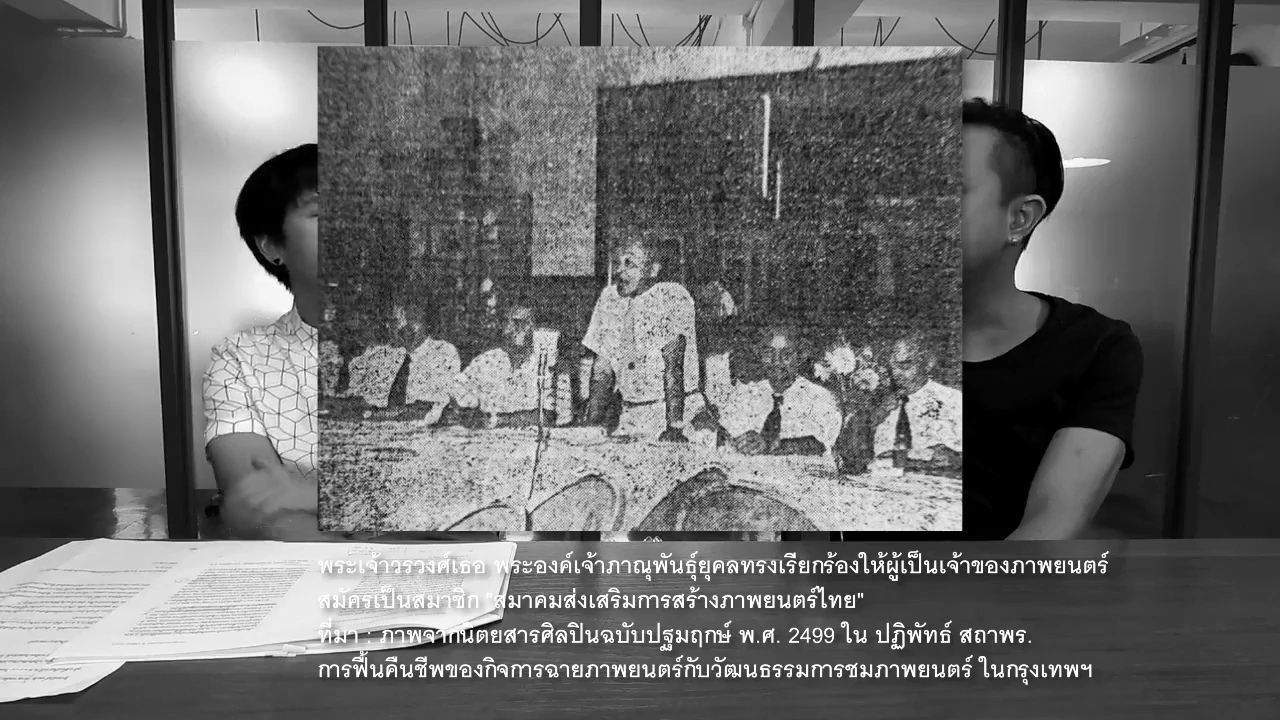 พระเจ้าวรวงศ์เธอ พระองค์เจ้าภาณุพันธุ์ยุคลทรงเรียกร้องให้ผู้เป็นเจ้าของภาพยนตร์
สมัครเป็นสมาชิก "สมาคมส่งเสริมการสร้างภาพยนตร์ไทย"
ที่มา : ภาพจากนิตยสารศิลปินฉบับปฐมฤกษ์ พ.ศ. 2499 ใน ปฏิพัทธ์ สถาพร.
การฟื้นคืนชีพของกิจการฉายภาพยนตร์กับวัฒนธรรมการชมภาพยนตร์ ในกรุงเทพฯ